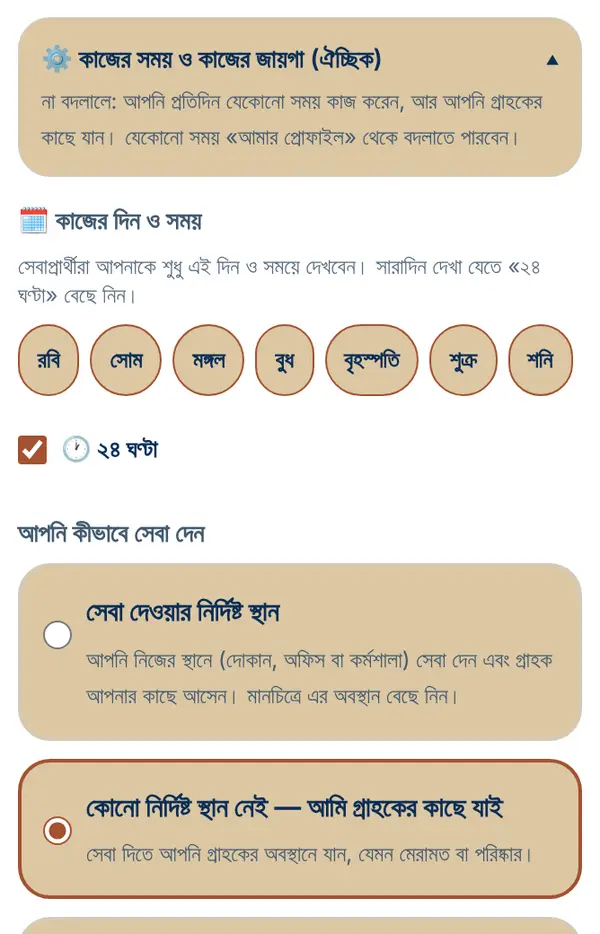 ⚙️ কাজের সময় ও কাজের জায়গা (ঐচ্ছিক) ▲
না বদলালে: আপনি প্রতিদিন যেকোনো সময় কাজ করেন, আর আপনি গ্রাহকের
কাছে যান। যেকোনো সময় «আমার প্রোফাইল» থেকে বদলাতে পারবেন।
🗓️ কাজের দিন ও সময়
সেবাপ্রার্থীরা আপনাকে শুধু এই দিন ও সময়ে দেখবেন। সারাদিন দেখা যেতে «২৪
ঘণ্টা» বেছে নিন।
রবি সোম মঙ্গল বুধ বৃহস্পতি শুক্র শনি
🕐 ২৪ ঘণ্টা
আপনি কীভাবে সেবা দেন
সেবা দেওয়ার নির্দিষ্ট স্থান
আপনি নিজের স্থানে (দোকান, অফিস বা কর্মশালা) সেবা দেন এবং গ্রাহক
আপনার কাছে আসেন। মানচিত্রে এর অবস্থান বেছে নিন।
কোনো নির্দিষ্ট স্থান নেই — আমি গ্রাহকের কাছে যাই
সেবা দিতে আপনি গ্রাহকের অবস্থানে যান, যেমন মেরামত বা পরিষ্কার।